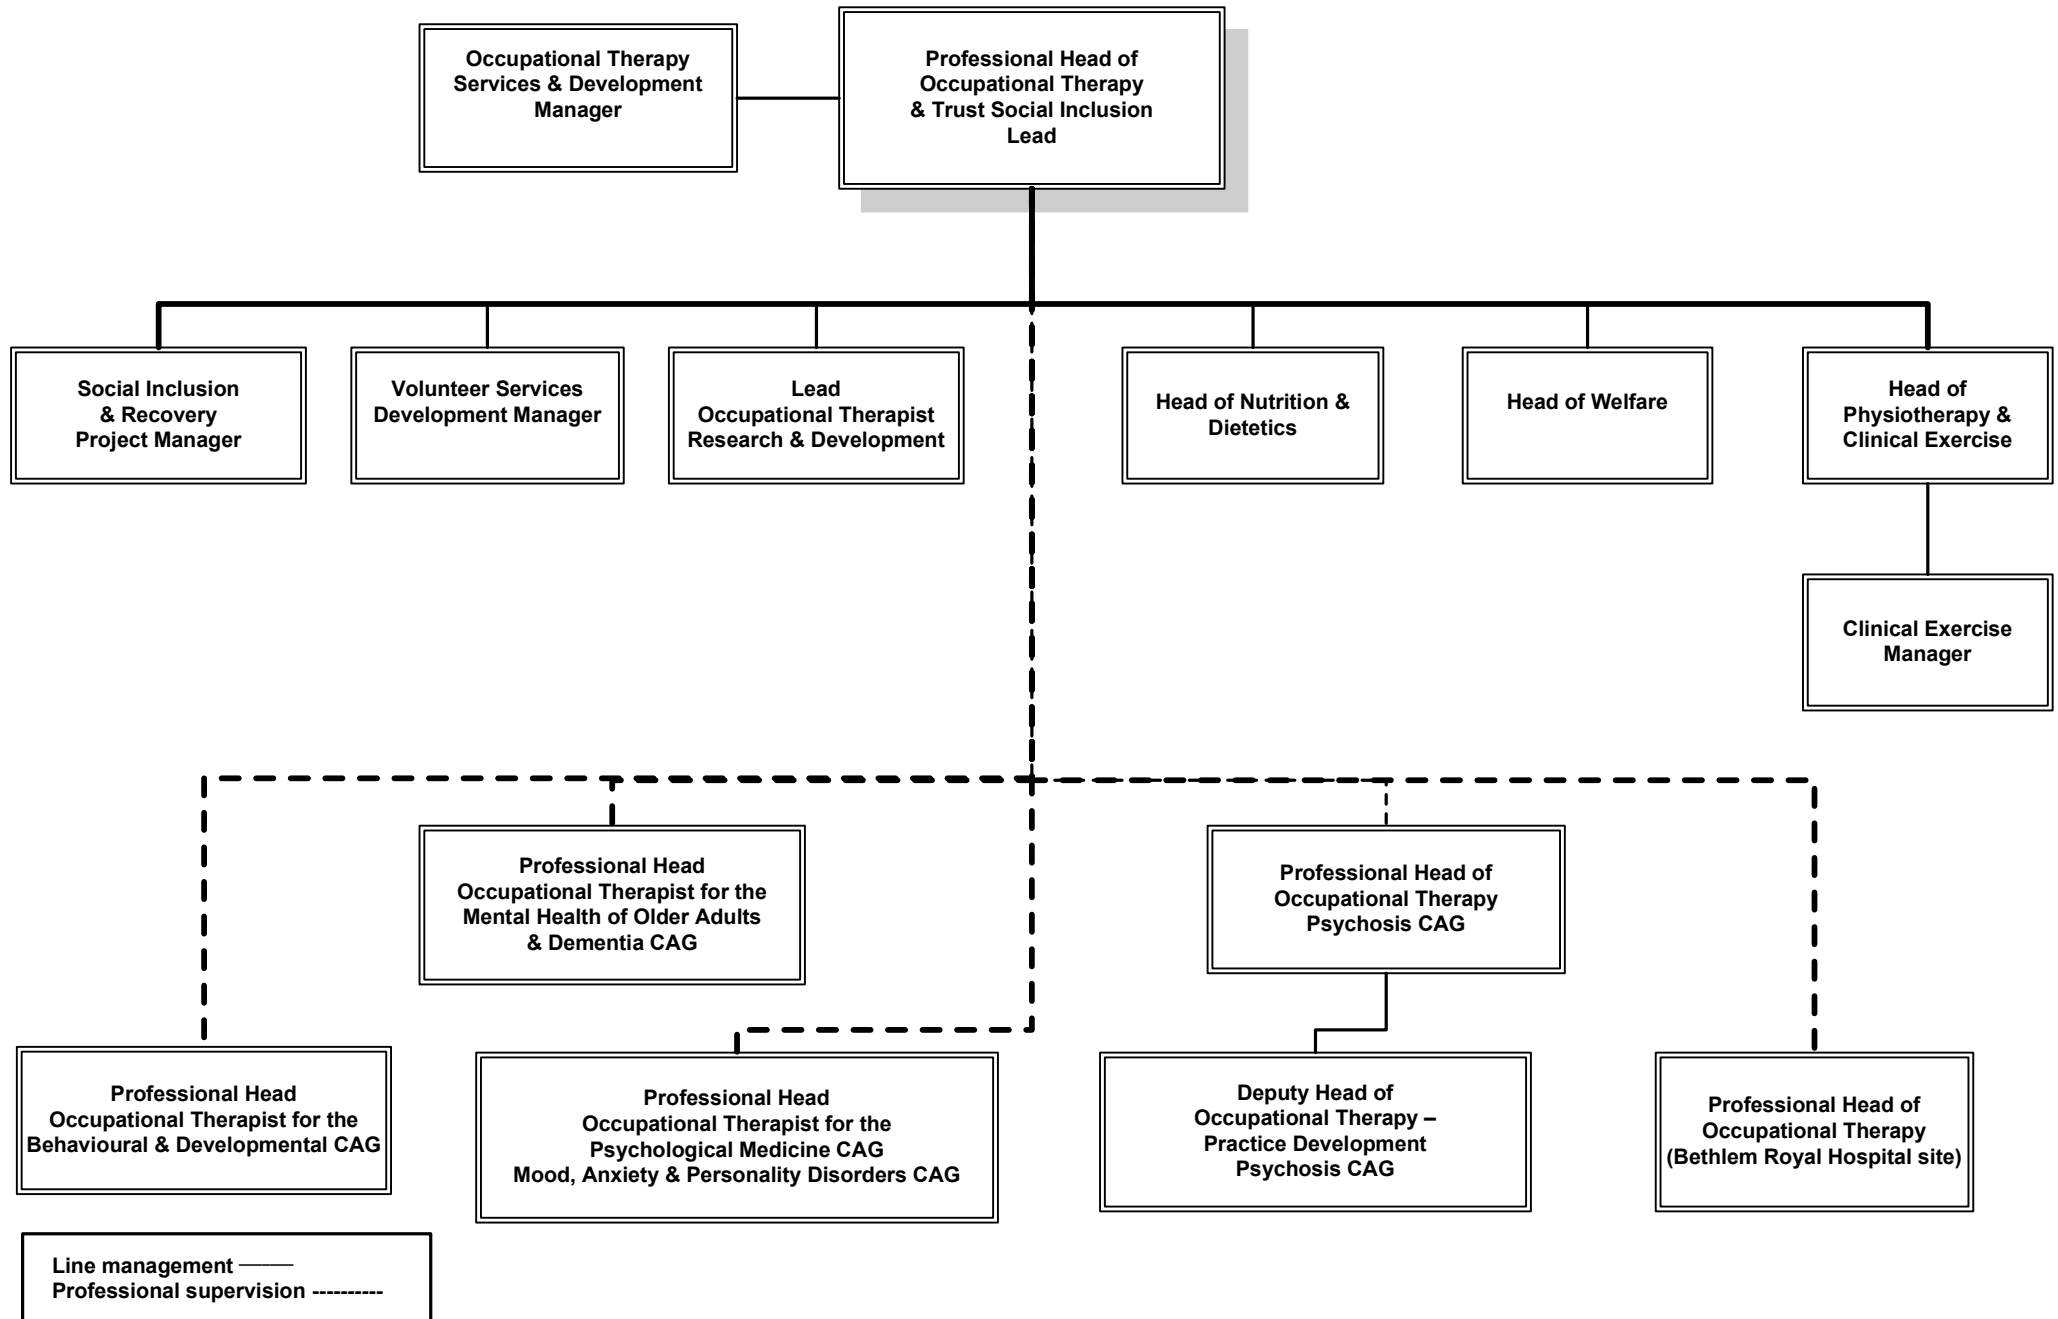 Occupational Therapy
Services & Development
Manager
Professional Head of
Occupational Therapy
& Trust Social Inclusion
Lead
Social Inclusion
& Recovery
Project Manager
Volunteer Services
Development Manager
Lead
Occupational Therapist
Research & Development
Head of Nutrition &
Dietetics
Head of Welfare
Head of
Physiotherapy &
Clinical Exercise
Clinical Exercise
Manager
Professional Head
Occupational Therapist for the
Mental Health of Older Adults
& Dementia CAG
Professional Head of
Occupational Therapy
Psychosis CAG
Professional Head
Occupational Therapist for the
Behavioural & Developmental CAG
Professional Head
Occupational Therapist for the
Psychological Medicine CAG
Mood, Anxiety & Personality Disorders CAG
Deputy Head of
Occupational Therapy –
Practice Development
Psychosis CAG
Professional Head of
Occupational Therapy
(Bethlem Royal Hospital site)
Line management ———
Professional supervision ----------